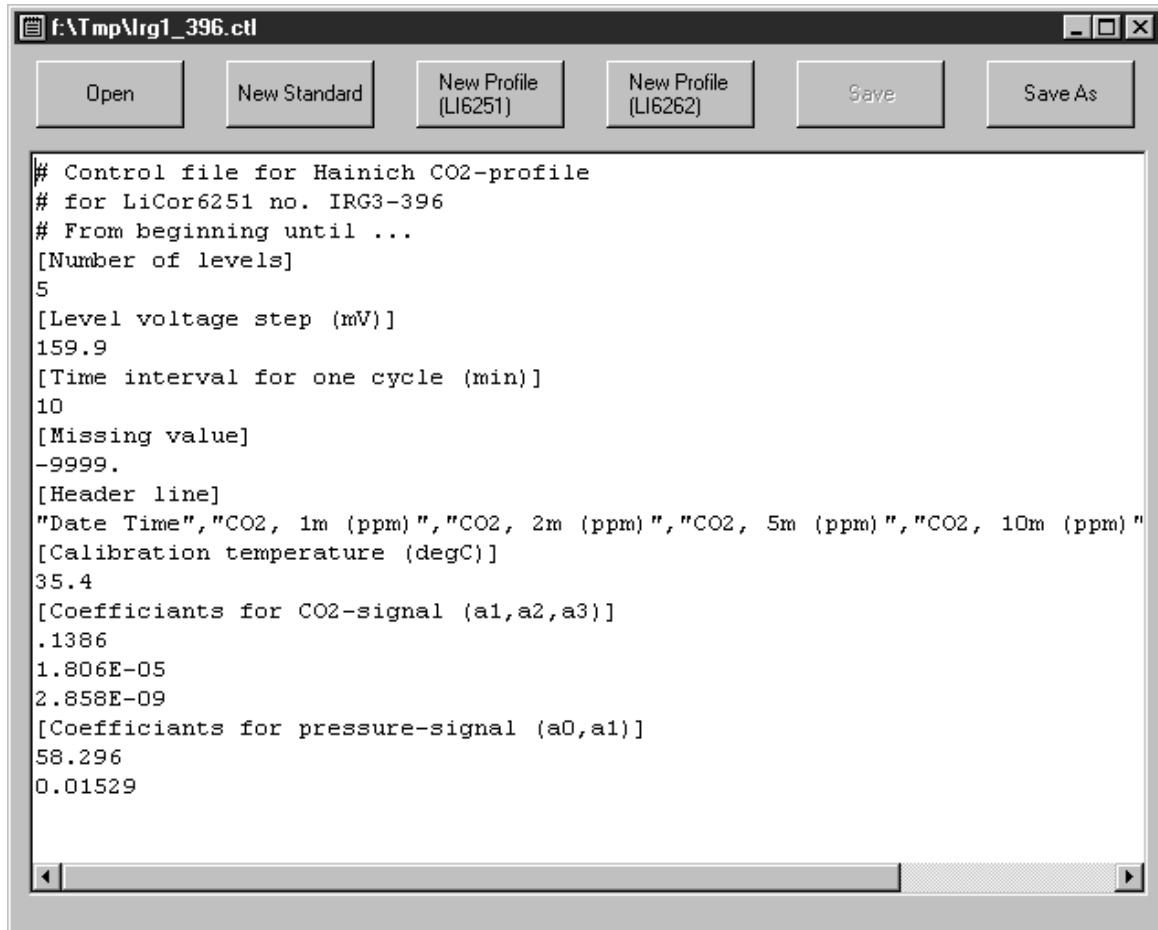 f:\Tmp\Irg1_396.ctl
Open
New Standard
New Profile
(LI6251)
New Profile
(LI6262)
Save
Save As
# Control file for Hainich CO2-profile
# for LiCor6251 no. IRG3-396
# From beginning until ...
[Number of levels]
5
[Level voltage step (mV)]
159.9
[Time interval for one cycle (min)]
10
[Missing value]
-9999.
[Header line]
"Date Time","CO2, 1m (ppm)","CO2, 2m (ppm)","CO2, 5m (ppm)","CO2, 10m (ppm)"
[Calibration temperature (degC)]
35.4
[Coefficiants for CO2-signal (a1,a2,a3)]
.1386
1.806E-05
2.858E-09
[Coefficiants for pressure-signal (a0,a1)]
58.296
0.01529